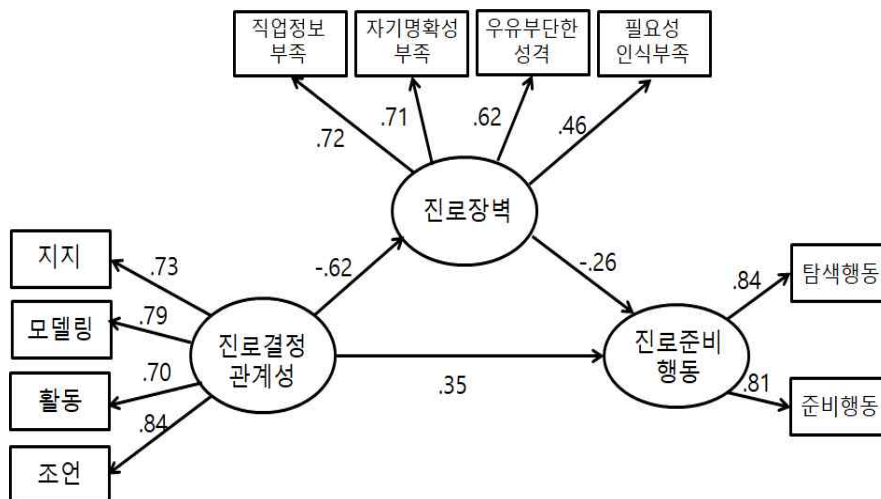 직업정보
부족
자기명확성
부족
우유부단한
성격
필요성
인식부족
.72
.71
.62
.46
진로장벽
지지
모델링
활동
조언
.73
.79
.70
.84
진로결정
관계성
-.62
-.26
.35
진로준비
행동
.84
.81
탐색행동
준비행동